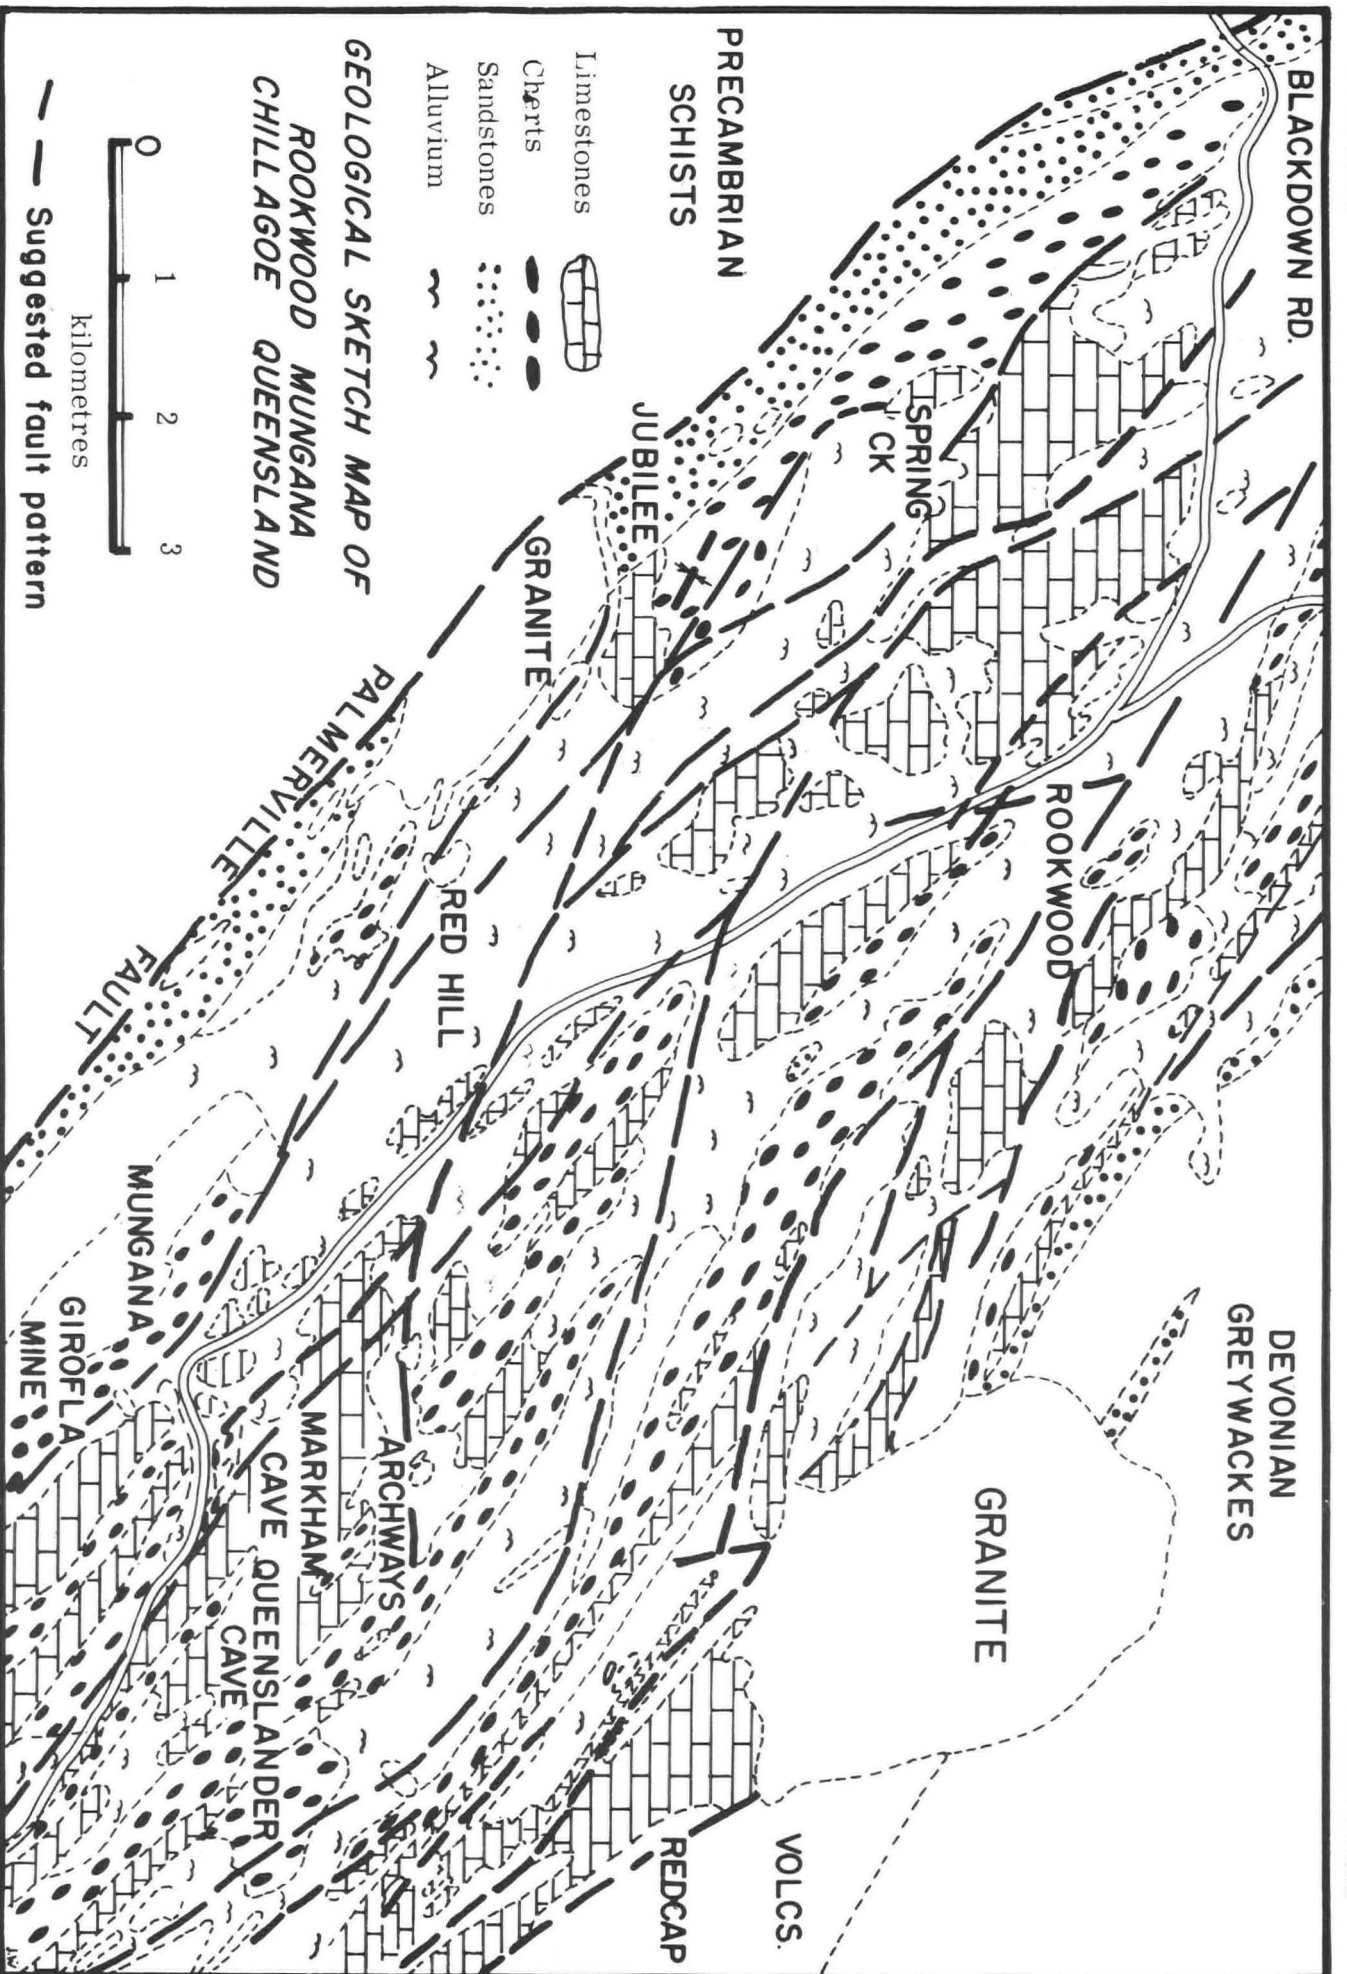 BLACKDOWN RD.
DEVONIAN
GREYWACKES
ROOKWOOD
GRANITE
SPRING
CK
VOLCS.
REDCAP
PRECAMBRIAN
SCHISTS
JUBILEE
GRANITE
RED HILL
ARCHWAYS
MARKHAM
CAVE
QUEENSLANDER
CAVE
PALMERVILLE
FAULT
MUNGANA
GIROFLA
MINE
Limestones
Cherts
Sandstones
Alluvium
GEOLOGICAL SKETCH MAP OF
ROOKWOOD MUNGANA
CHILLAGOE QUEENSLAND
0 1 2 3
kilometres
Suggested fault pattern